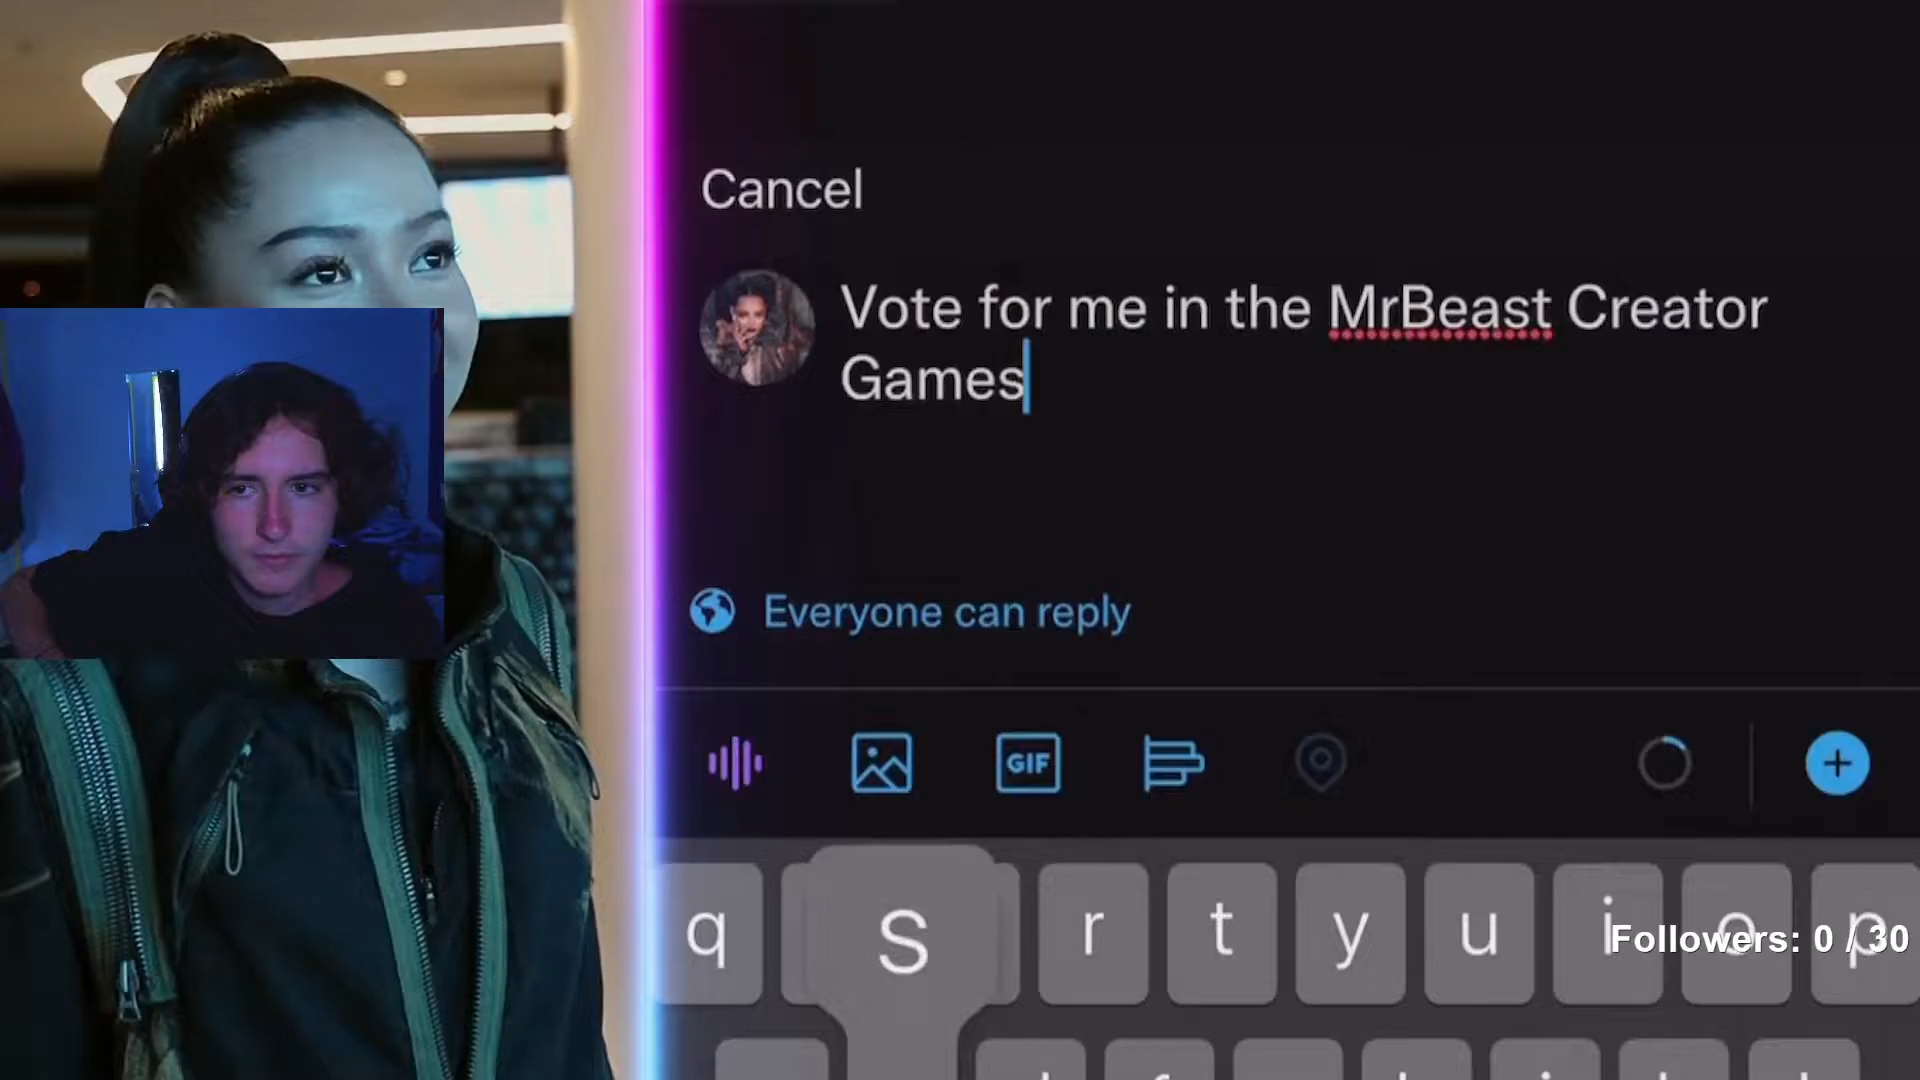 Cancel
Vote for me in the MrBeast Creator
Games
Everyone can reply
GIF
q s r t y u i o p
Followers: 0 / 30